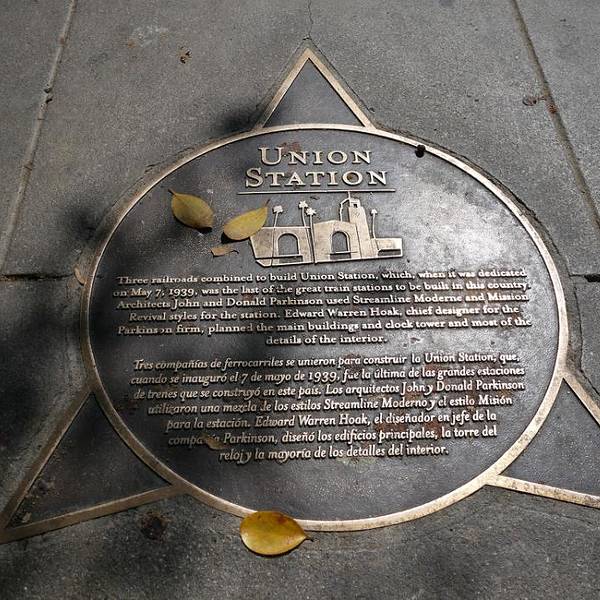 UNION
STATION
Three railroads combined to build Union Station, which, when it was dedicated
on May 7, 1939, was the last of the great train stations to be built in this country.
Architects John and Donald Parkinson used Streamline Moderne and Mission
Revival styles for the station. Edward Warren Hoak, chief designer for the
Parkinson firm, planned the main buildings and clock tower and most of the
details of the interior.
Tres compañías de ferrocarriles se unieron para construir la Union Station, que,
cuando se inauguró el 7 de mayo de 1939, fue la última de las grandes estaciones
de trenes que se construyó en este país. Los arquitectos John y Donald Parkinson
utilizaron una mezcla de los estilos Streamline Moderno y el estilo Misión
para la estación. Edward Warren Hoak, el diseñador en jefe de la
compañía Parkinson, diseñó los edificios principales, la torre del
reloj y la mayoría de los detalles del interior.